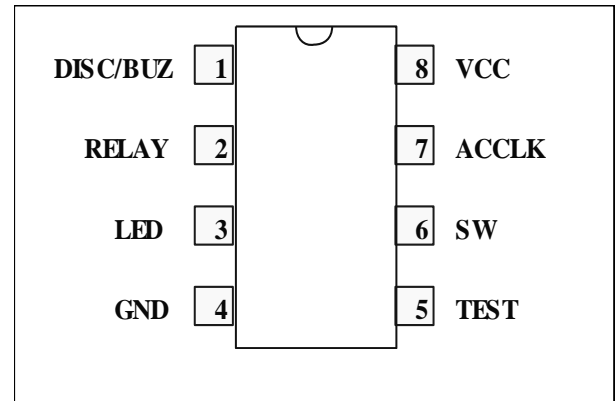 DISC/BUZ 1 8 VCC
RELAY 2 7 ACCLK
LED 3 6 SW
GND 4 5 TEST